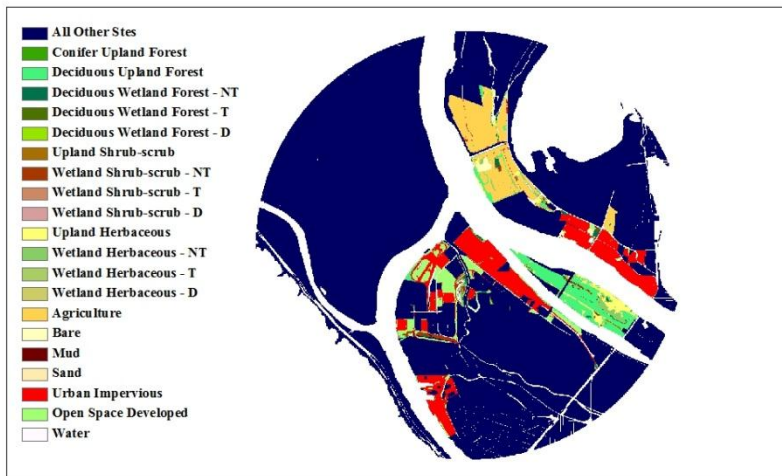 All Other Stes
Conifer Upland Forest
Deciduous Upland Forest
Deciduous Wetland Forest - NT
Deciduous Wetland Forest - T
Deciduous Wetland Forest - D
Upland Shrub-scrub
Wetland Shrub-scrub - NT
Wetland Shrub-scrub - T
Wetland Shrub-scrub - D
Upland Herbaceous
Wetland Herbaceous - NT
Wetland Herbaceous - T
Wetland Herbaceous - D
Agriculture
Bare
Mud
Sand
Urban Impervious
Open Space Developed
Water